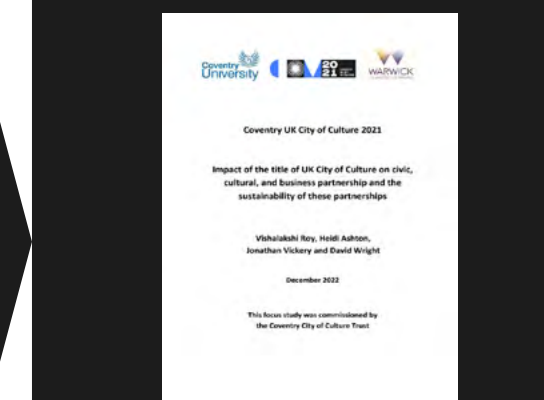 Coventry
University
20
21
WARWICK
Coventry UK City of Culture 2021
Impact of the title of UK City of Culture on civic,
cultural, and business partnership and the
sustainability of these partnerships
Vishalakshi Roy, Heidi Ashton,
Jonathan Vickery and David Wright
December 2022
This focus study was commissioned by
the Coventry City of Culture Trust